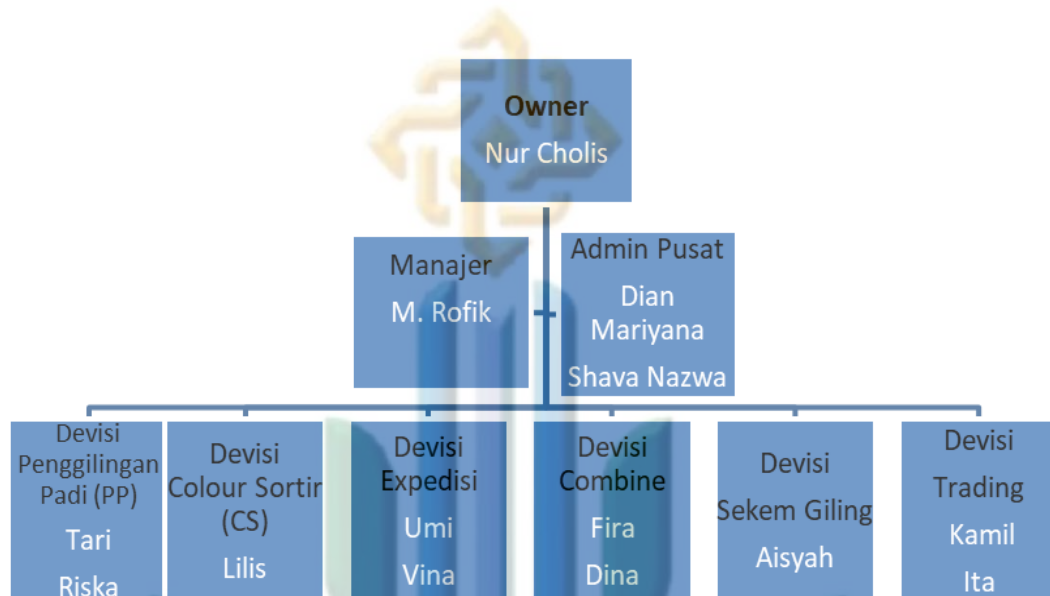 Owner
Nur Cholis
Manajer
M. Rofik
Admin Pusat
Dian
Mariyana
Shava Nazwa
Devisi
Penggilingan
Padi (PP)
Tari
Riska
Devisi
Colour Sortir
(CS)
Lilis
Devisi
Expedisi
Umi
Vina
Devisi
Combine
Fira
Dina
Devisi
Sekem Giling
Aisyah
Devisi
Trading
Kamil
Ita